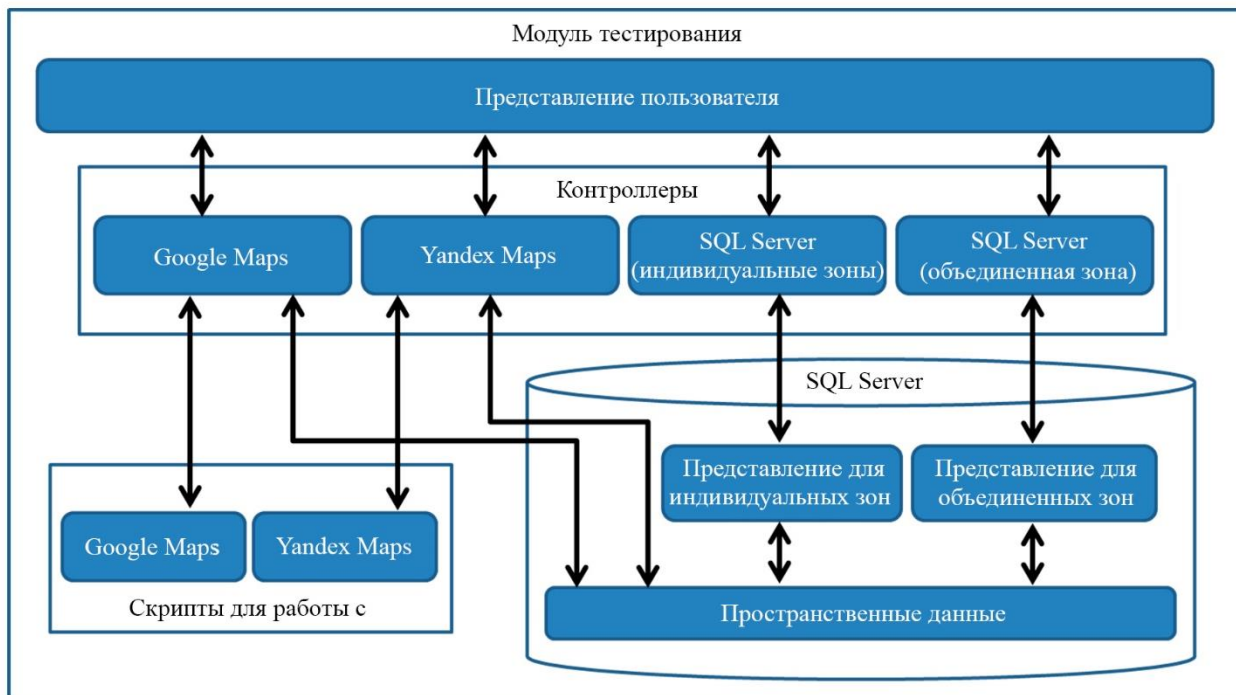 Модуль тестирования
Представление пользователя
Контроллеры
Google Maps
Yandex Maps
SQL Server
(индивидуальные зоны)
SQL Server
(объединенная зона)
SQL Server
Представление для
индивидуальных зон
Представление для
объединенных зон
Google Maps
Yandex Maps
Скрипты для работы с
Пространственные данные